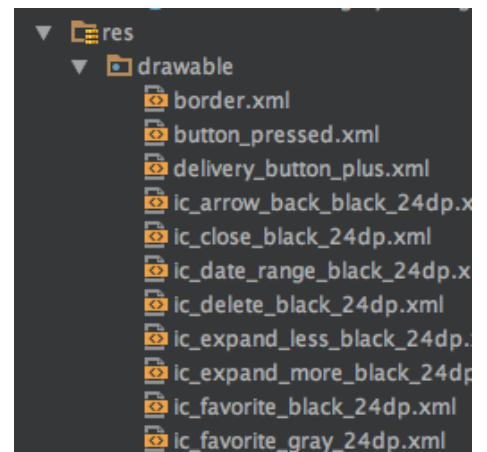 res
drawable
border.xml
button_pressed.xml
delivery_button_plus.xml
ic_arrow_back_black_24dp.x
ic_close_black_24dp.xml
ic_date_range_black_24dp.x
ic_delete_black_24dp.xml
ic_expand_less_black_24dp.
ic_expand_more_black_24dp
ic_favorite_black_24dp.xml
ic_favorite_gray_24dp.xml